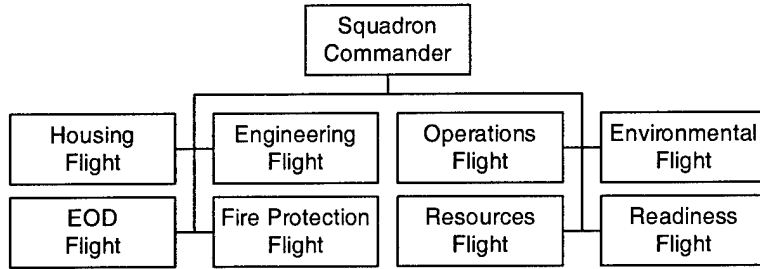 Squadron
Commander
Housing
Flight
Engineering
Flight
Operations
Flight
Environmental
Flight
EOD
Flight
Fire Protection
Flight
Resources
Flight
Readiness
Flight